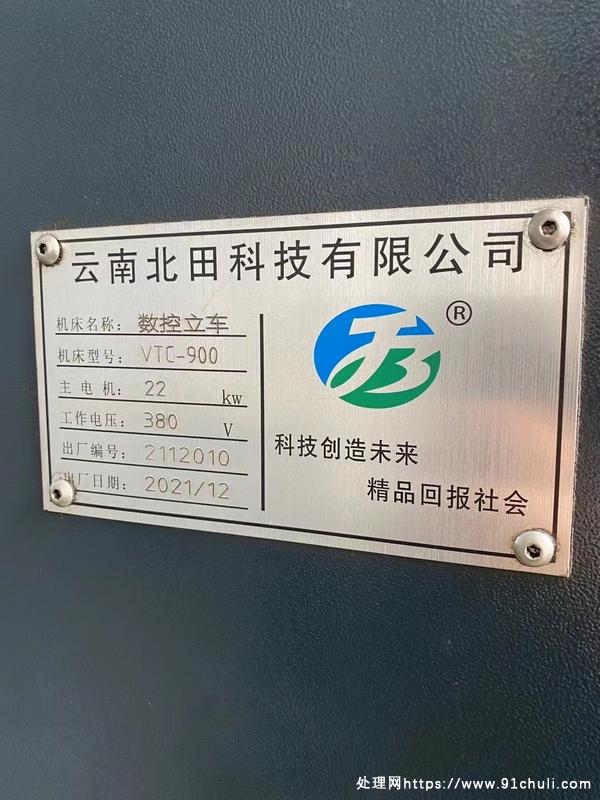 云南北田科技有限公司
机床名称：数控立车
机床型号：VTC-900
主电机：22 kw
工作电压：380 V
出厂编号：2112010
出厂日期：2021/12
®
科技创造未来
精品回报社会
处理网https://www.91chuli.com